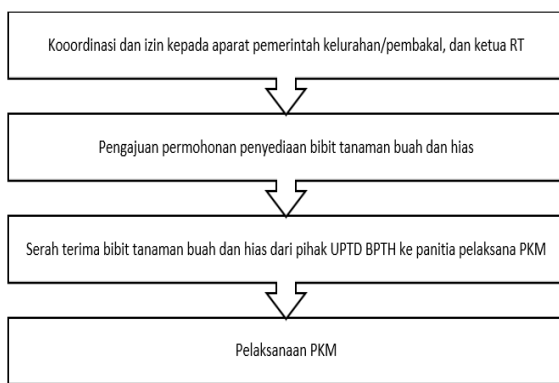 Kooordinasi dan izin kepada aparat pemerintah kelurahan/pembakal, dan ketua RT
Pengajuan permohonan penyediaan bibit tanaman buah dan hias
Serah terima bibit tanaman buah dan hias dari pihak UPTD BPTH ke panitia pelaksana PKM
Pelaksanaan PKM